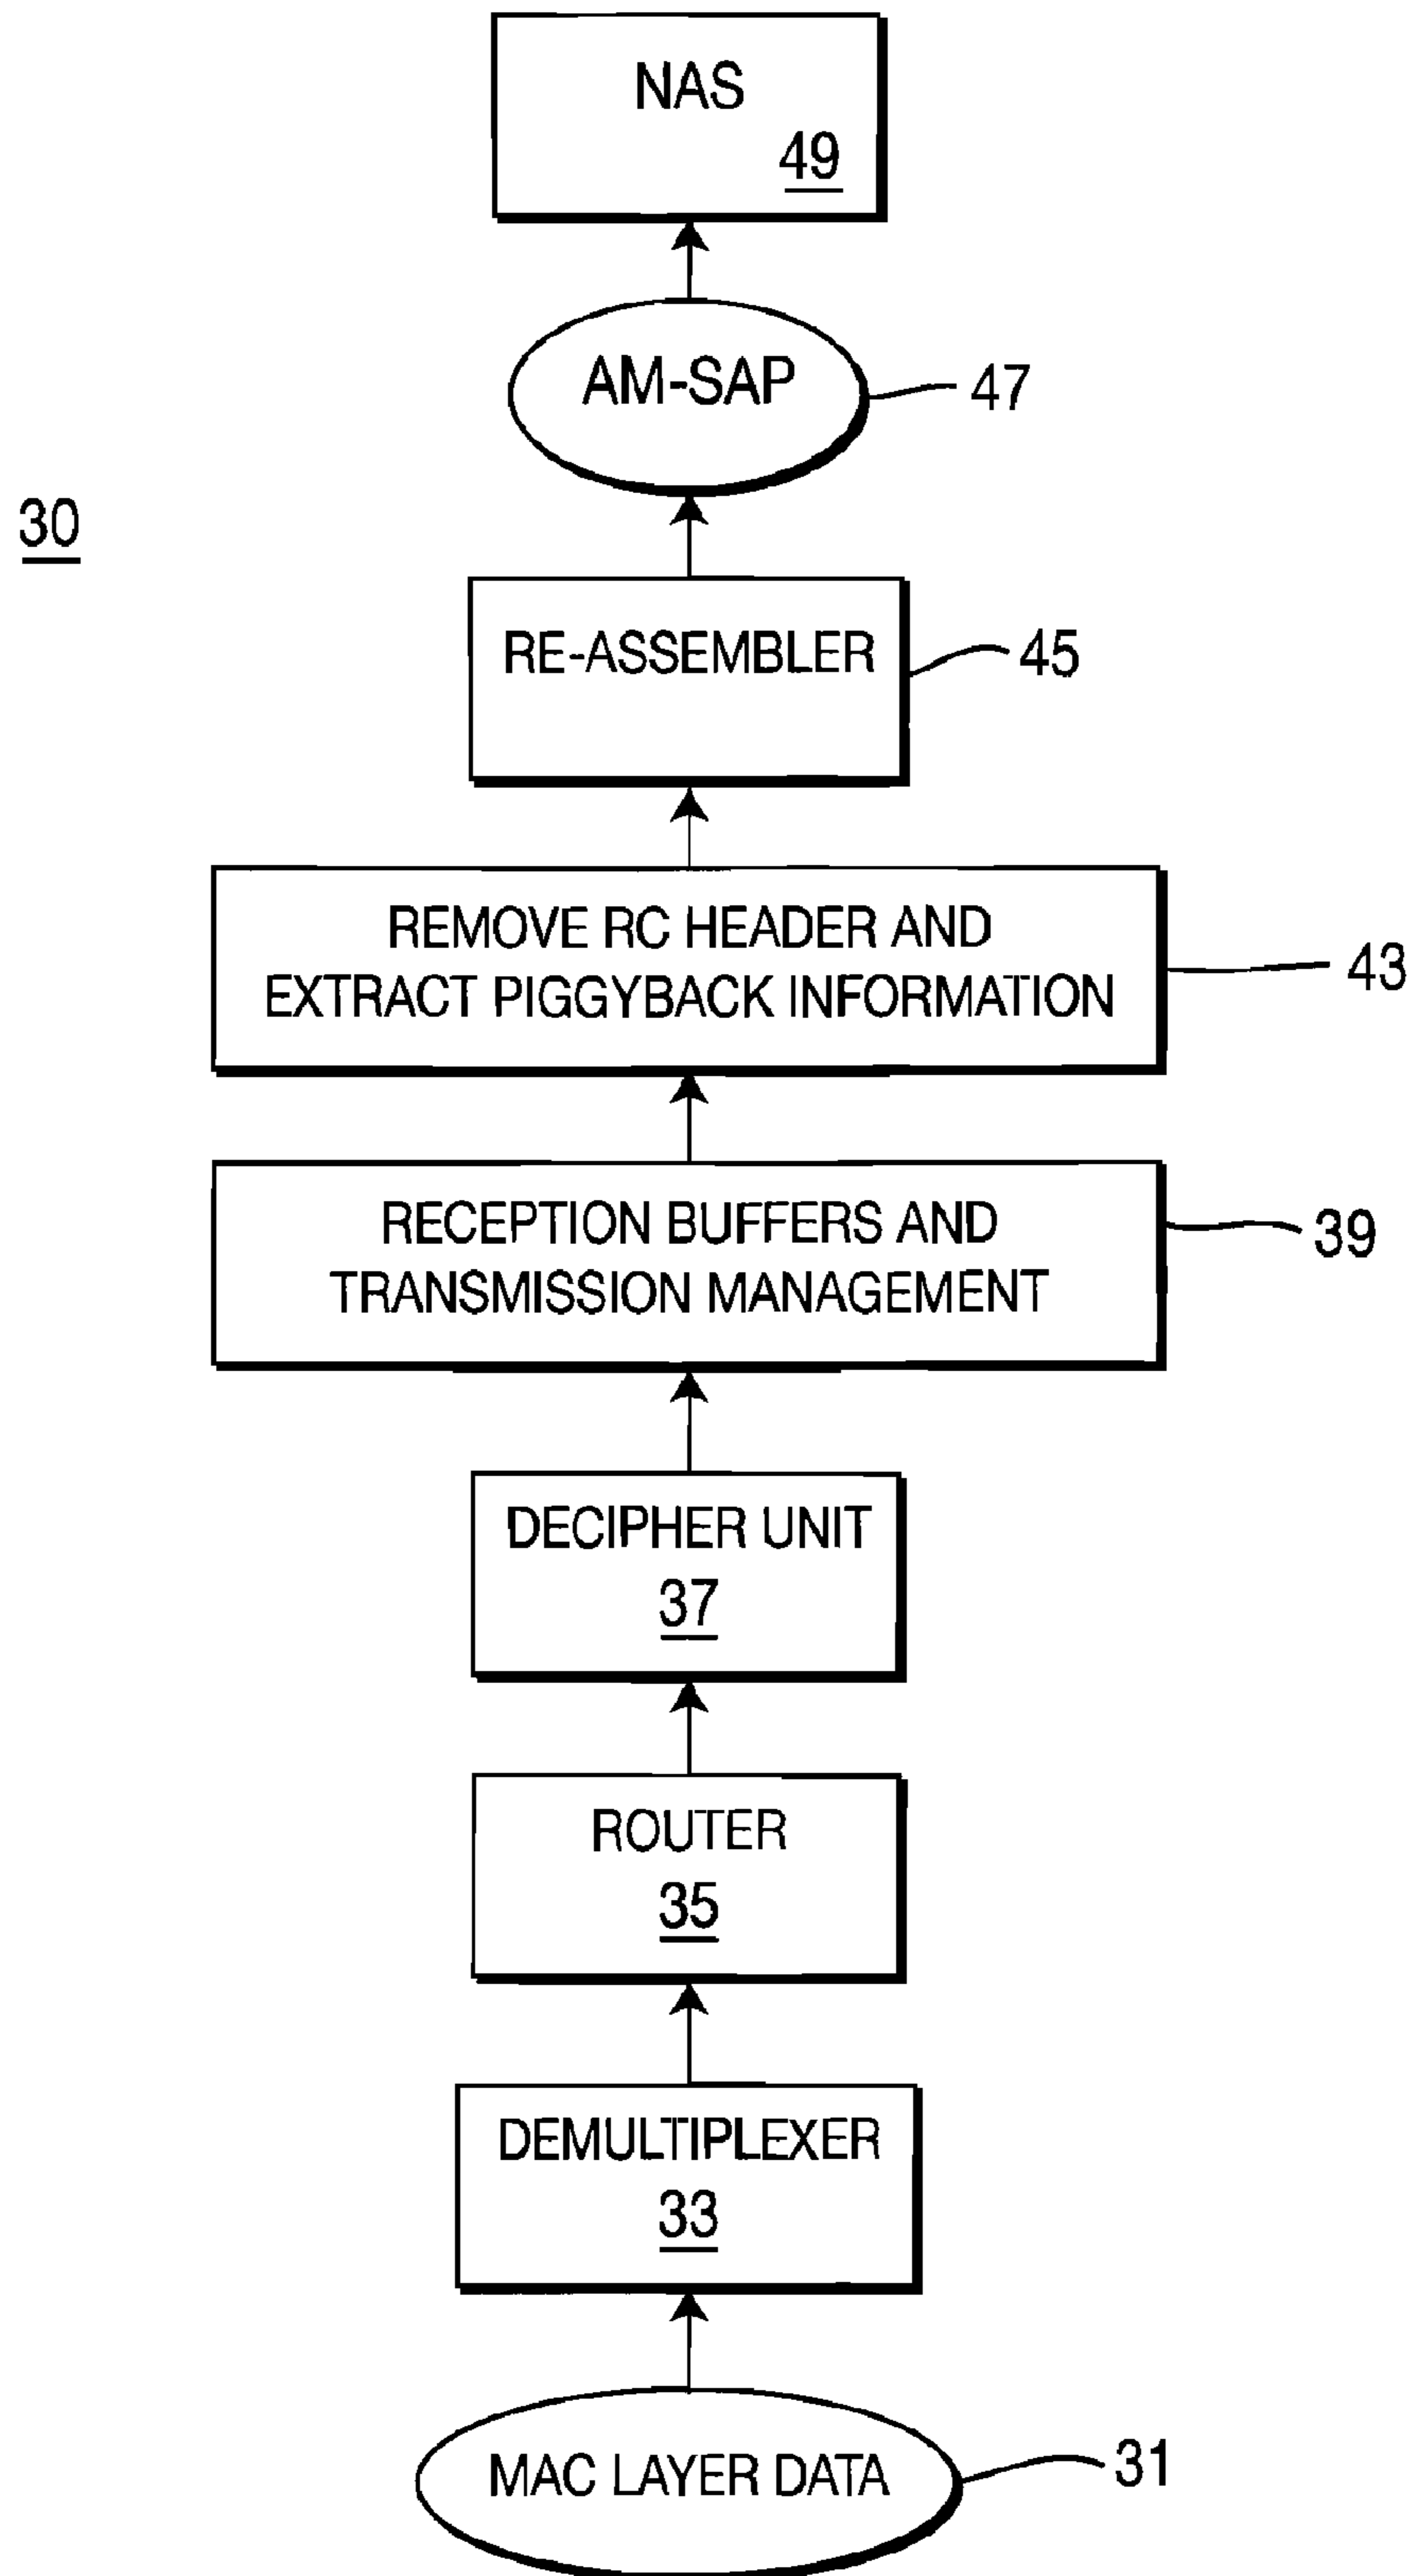 NAS
49
AM-SAP
47
30
RE-ASSEMBLER
45
REMOVE RC HEADER AND
EXTRACT PIGGYBACK INFORMATION
43
RECEPTION BUFFERS AND
TRANSMISSION MANAGEMENT
39
DECIPHER UNIT
37
ROUTER
35
DEMULTIPLEXER
33
MAC LAYER DATA
31